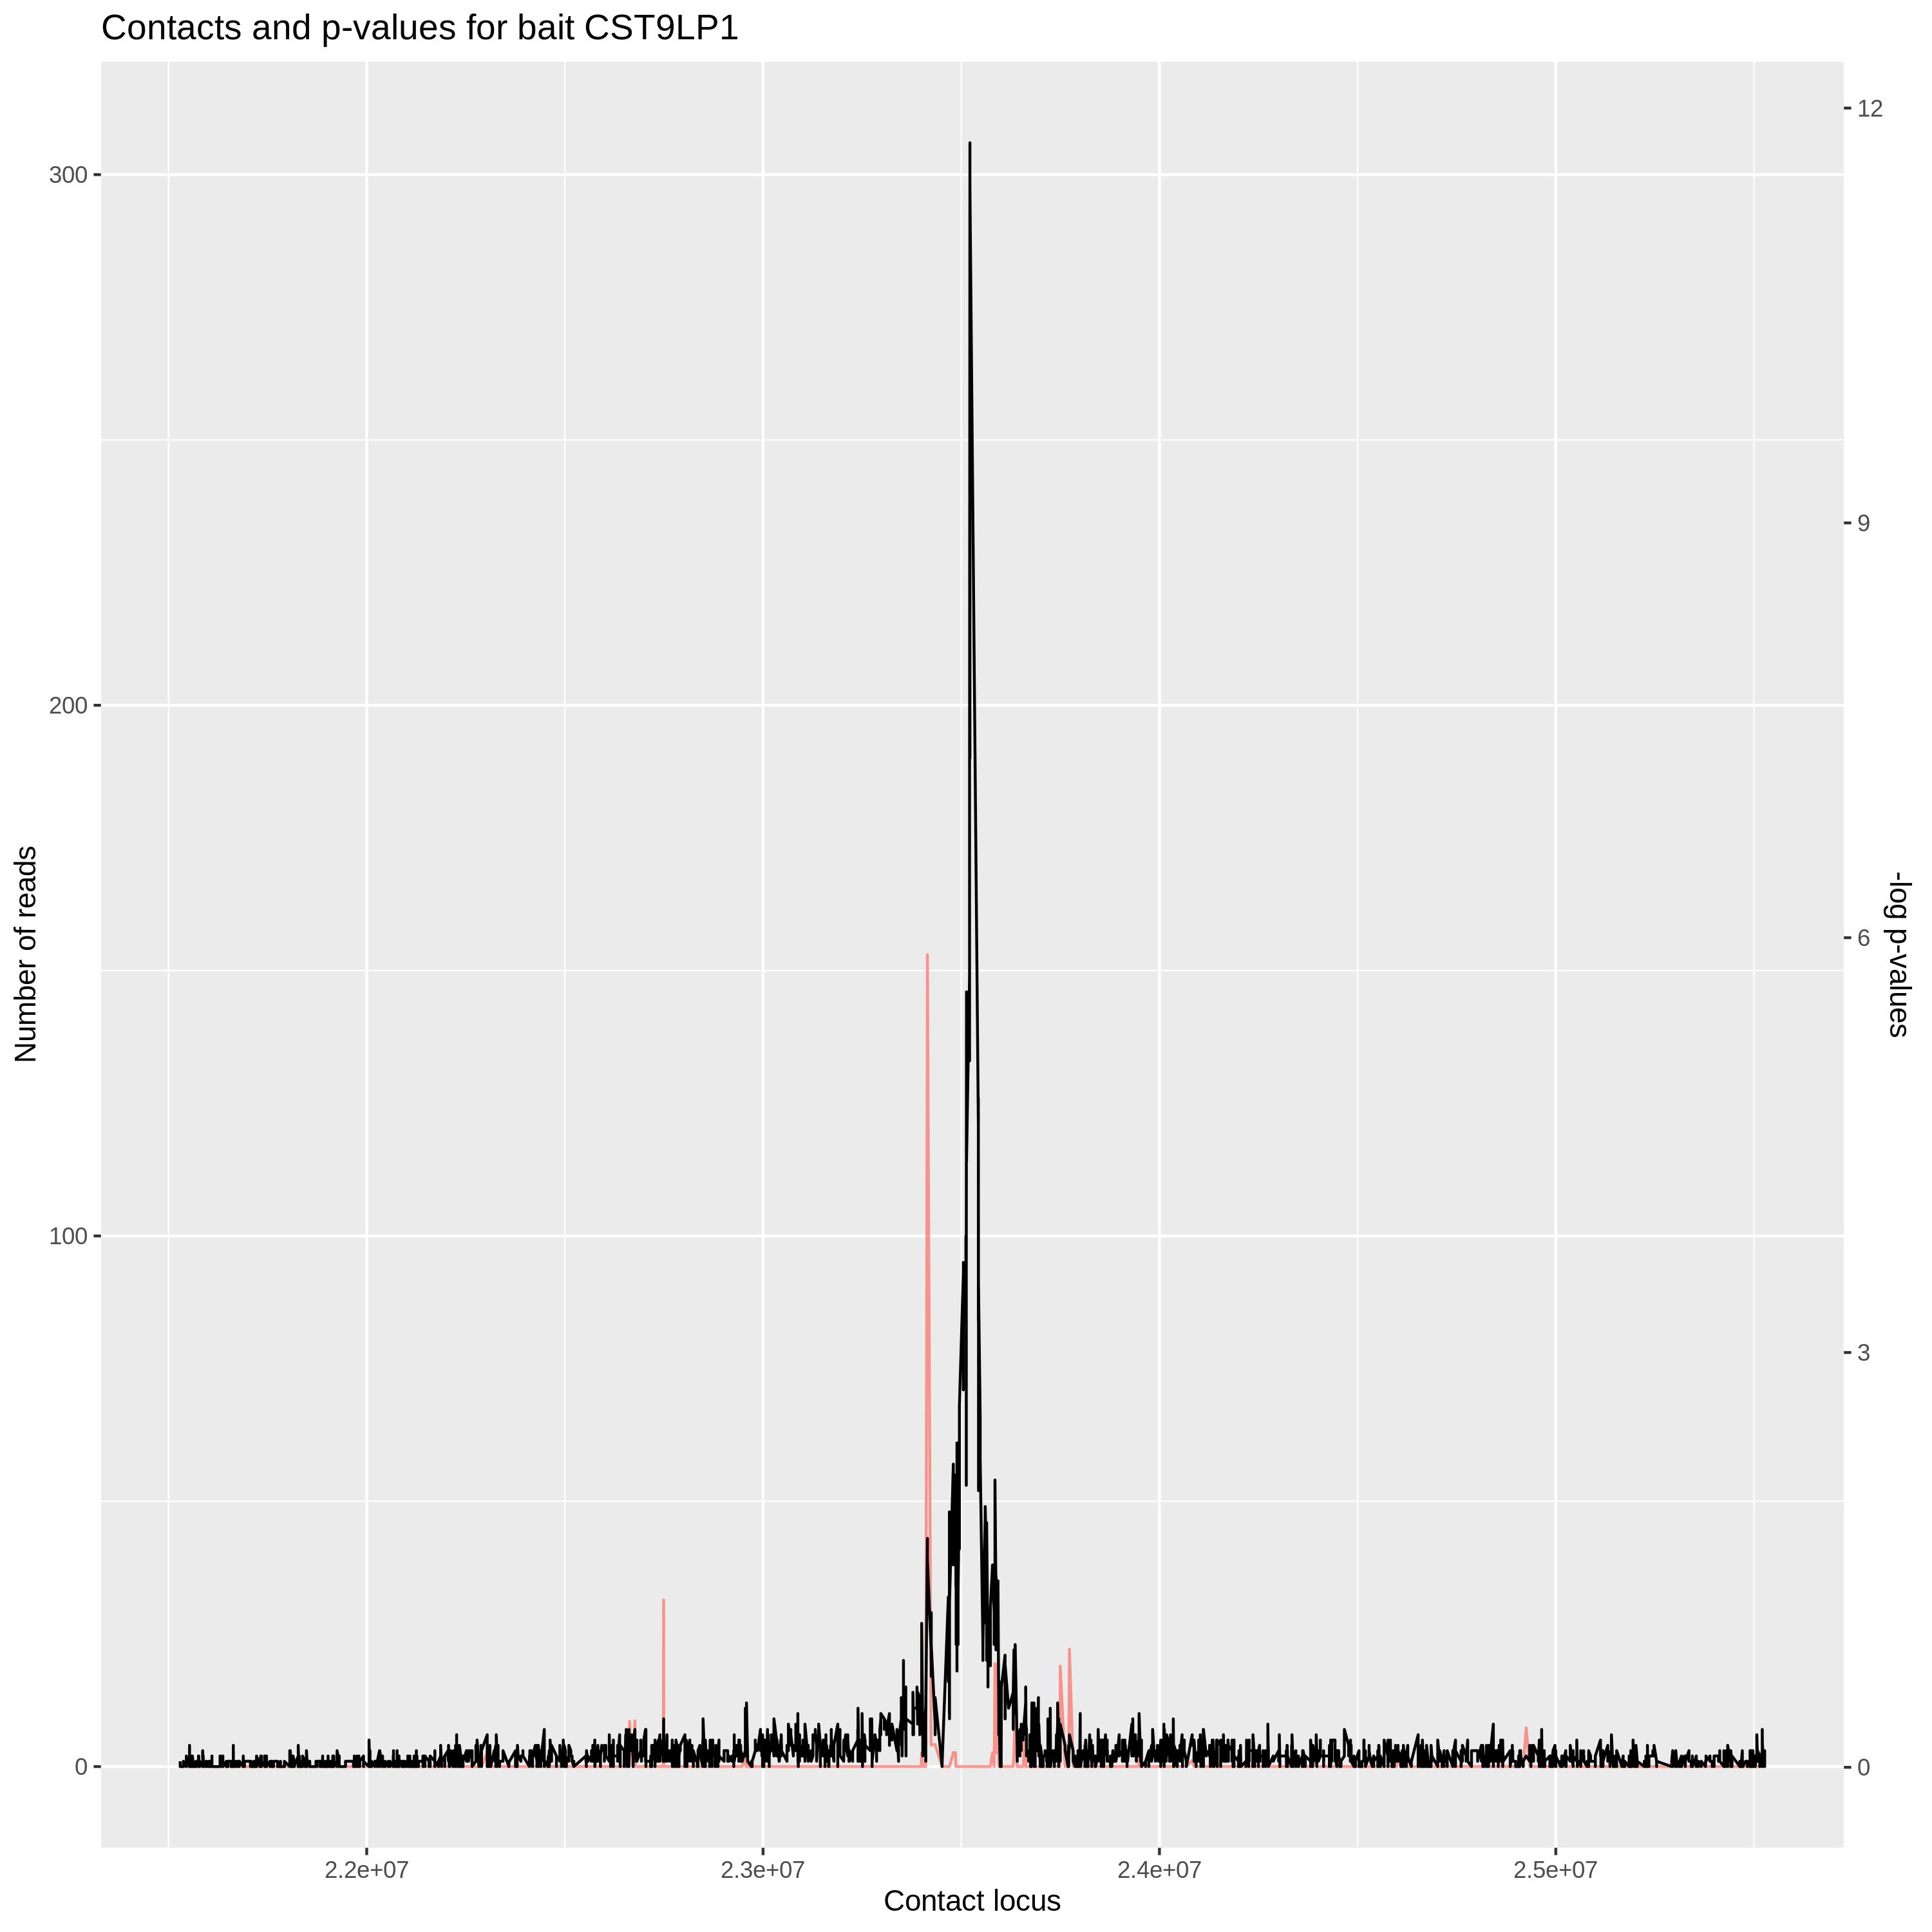 Contacts and p-values for bait CST9LP1
300
200
100
0
Number of reads
12
9
6
3
0
-log p-values
2.2e+07
2.3e+07
2.4e+07
2.5e+07
Contact locus